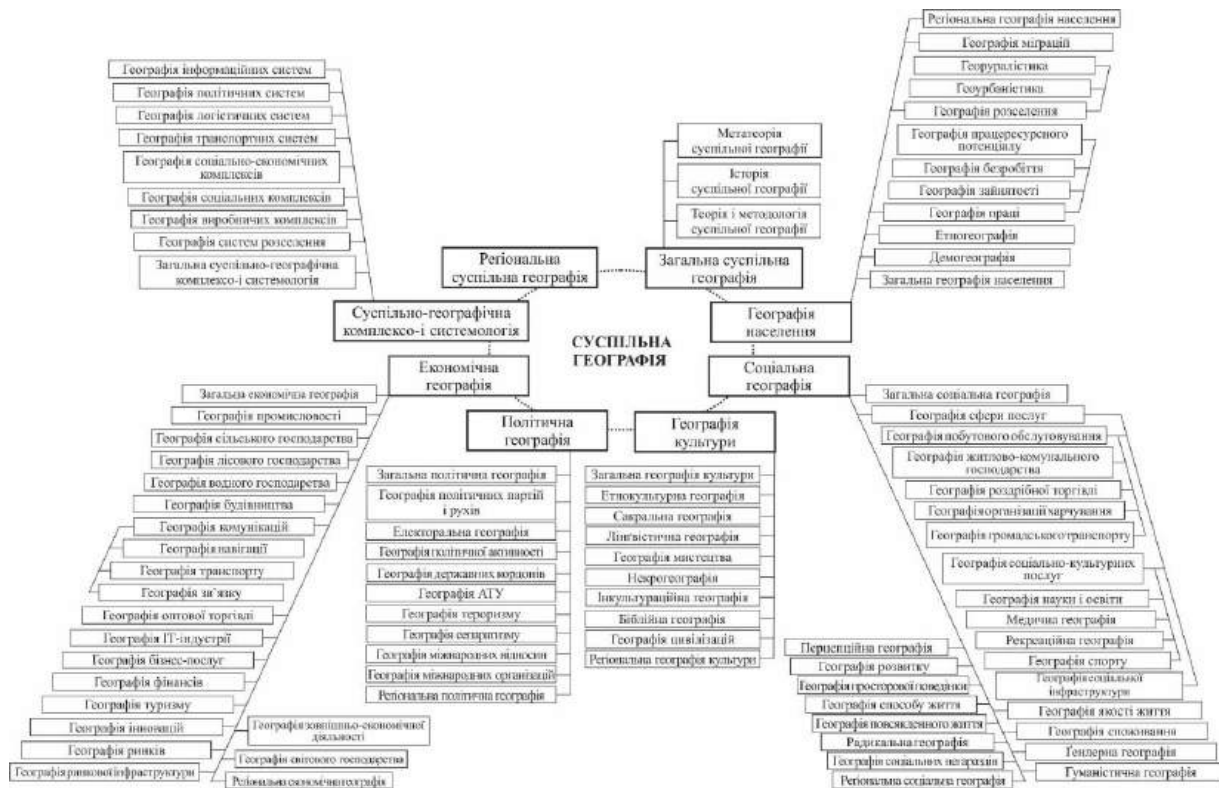 Географія інформаційних систем
Географія політичних систем
Географія логістичних систем
Географія транспортних систем
Географія соціально-економічних
комплексів
Географія соціальних комплексів
Географія виробничих комплексів
Географія систем розселення
Загальна суспільно-географічна
комплексо-і системологія
Метатеорія
суспільної географії
Історія
суспільної географії
Теорія і методологія
суспільної географії
Регіональна географія населення
Географія міграцій
Георуралістика
Геоурбаністика
Географія розселення
Географія працересурсного
потенціалу
Географія безробіття
Географія зайнятості
Географія праці
Етногеографія
Демогеографія
Загальна географія населення
Регіональна
суспільна географія
Загальна суспільна
географія
Суспільно-географічна
комплексо-і системологія
Географія
населення
СУСПІЛЬНА
ГЕОГРАФІЯ
Економічна
географія
Соціальна
географія
Політична
географія
Географія
культури
Загальна економічна географія
Географія промисловості
Географія сільського господарства
Географія лісового господарства
Географія водного господарства
Географія будівництва
Географія комунікацій
Географія навігації
Географія транспорту
Географія зв'язку
Географія оптової торгівлі
Географія ІТ-індустрії
Географія бізнес-послуг
Географія фінансів
Географія туризму
Географія інновацій
Географія ринків
Географія ринкової інфраструктури
Географія зовнішньо-економічної
діяльності
Географія світового господарства
Регіональна економічна географія
Загальна політична географія
Географія політичних партій
і рухів
Електоральна географія
Географія політичної активності
Географія державних кордонів
Географія АТУ
Географія тероризму
Географія сепаратизму
Географія міжнародних відносин
Географія міжнародних організацій
Регіональна політична географія
Загальна географія культури
Етнокультурна географія
Сакральна географія
Лінгвістична географія
Географія мистецтва
Некрогеографія
Інкультураційна географія
Біблійна географія
Географія цивілізацій
Регіональна географія культури
Загальна соціальна географія
Географія сфери послуг
Географія побутового обслуговування
Географія житлово-комунального
господарства
Географія роздрібної торгівлі
Географія організації харчування
Географія громадського транспорту
Географія соціально-культурних
послуг
Географія науки і освіти
Медична географія
Рекреаційна географія
Географія спорту
Географія соціальної
інфраструктури
Географія якості життя
Географія споживання
Ґендерна географія
Гуманістична географія
Перцепційна географія
Географія розвитку
Географія просторової поведінки
Географія способу життя
Географія повсякденного життя
Радикальна географія
Географія соціальних негараздів
Регіональна соціальна географія